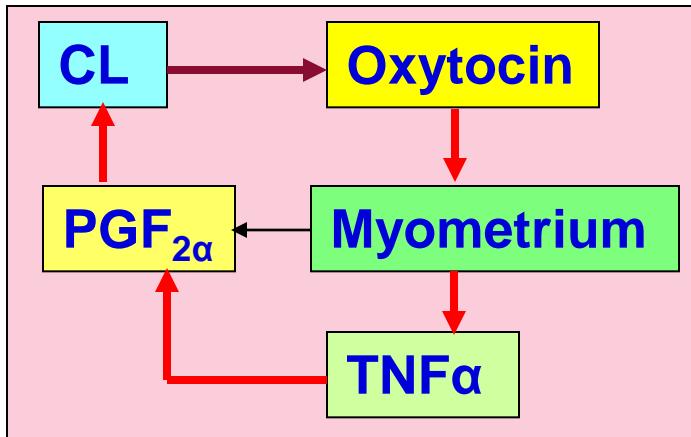 CL
Oxytocin
PGF2α
Myometrium
TNFα